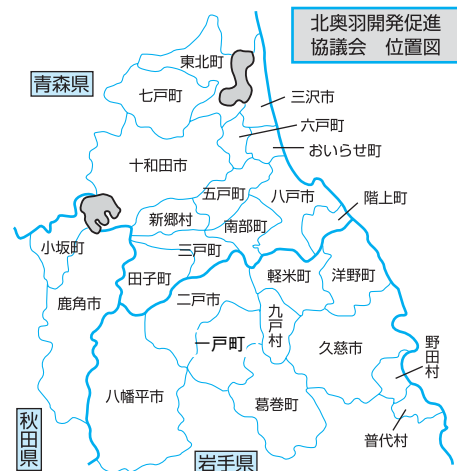 北奥羽開発促進
協議会　位置図
東北町
青森県
七戸町
三沢市
六戸町
おいらせ町
十和田市
五戸町
八戸市
階上町
新郷村
南部町
小坂町
三戸町
田子町
軽米町
洋野町
鹿角市
二戸市
九戸村
一戸町
久慈市
野田村
八幡平市
葛巻町
秋田県
普代村
岩手県